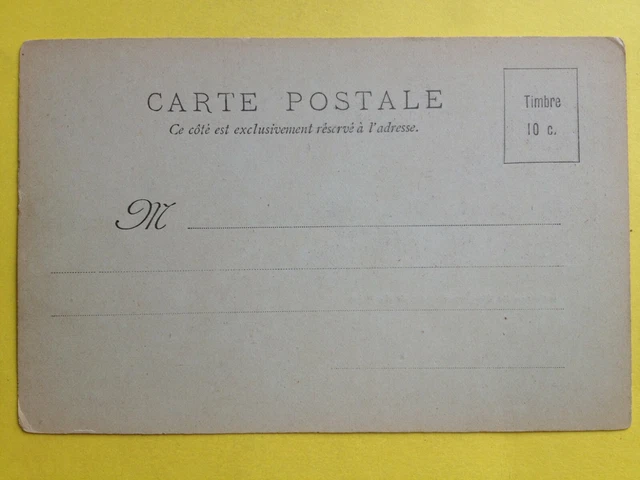 CARTE POSTALE
Ce côté est exclusivement réservé à l'adresse.
Timbre
10 c.
M